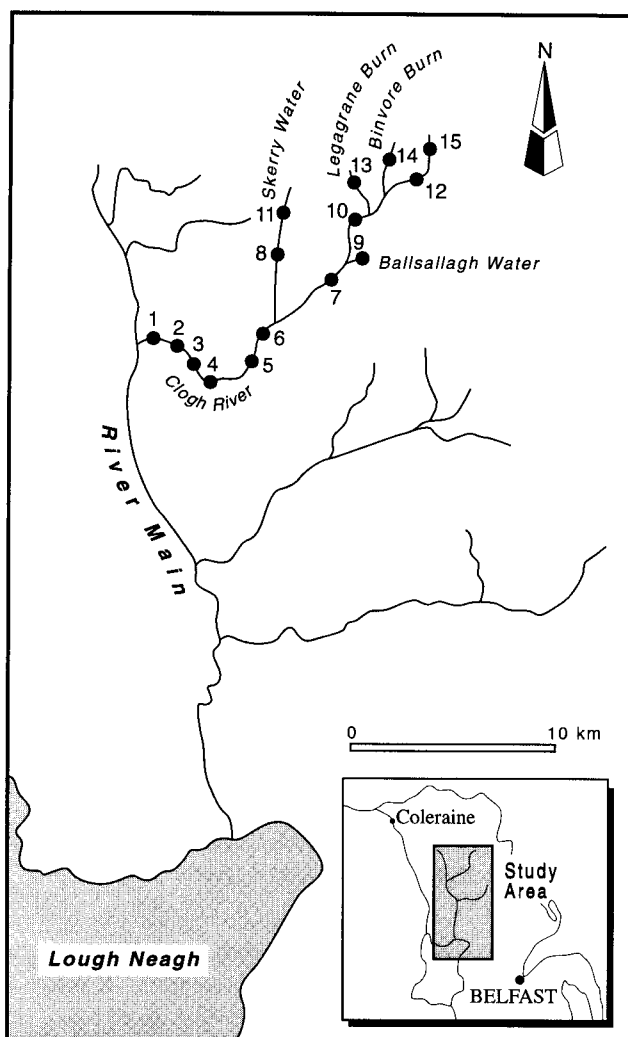 N
Skerry Water
Legagrane Burn
Binvore Burn
15
14
13
12
11
10
9
8
Ballsallagh Water
7
6
1
2
3
4
5
Clogh River
River Main
0 10 km
Coleraine
Study
Area
BELFAST
Lough Neagh